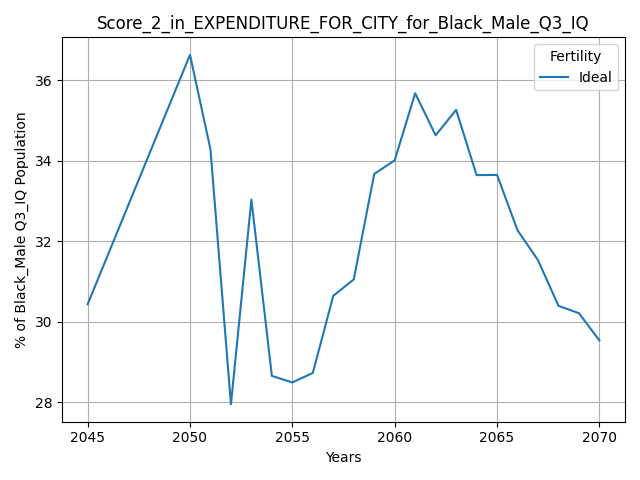 Score_2_in_EXPENDITURE_FOR_CITY_for_Black_Male_Q3_IQ
Fertility
Ideal
% of Black_Male Q3_IQ Population
36
34
32
30
28
2045 2050 2055 2060 2065 2070
Years